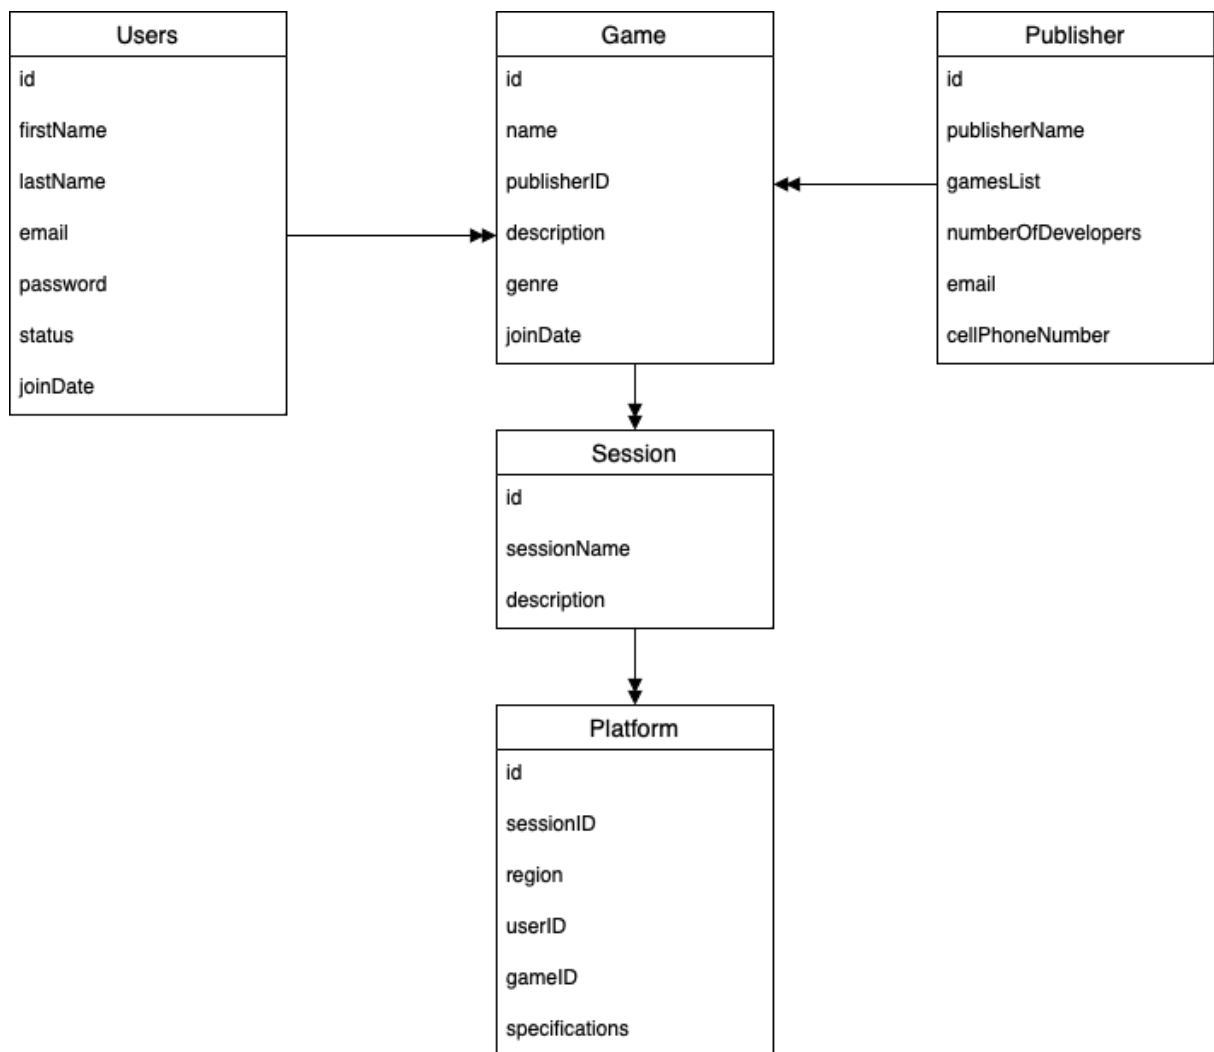 Users
id
firstName
lastName
email
password
status
joinDate
Game
id
name
publisherID
description
genre
joinDate
Publisher
id
publisherName
gamesList
numberOfDevelopers
email
cellPhoneNumber
Session
id
sessionName
description
Platform
id
sessionID
region
userID
gameID
specifications